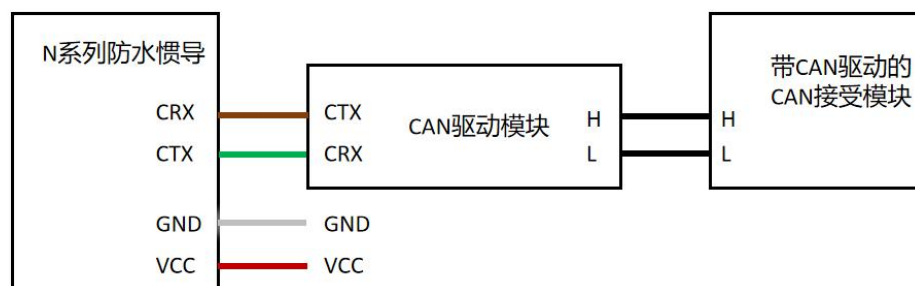 N系列防水惯导
带CAN驱动的
CAN接受模块
CRX
CTX
CAN驱动模块
H
H
CTX
CRX
L
L
GND
GND
VCC
VCC